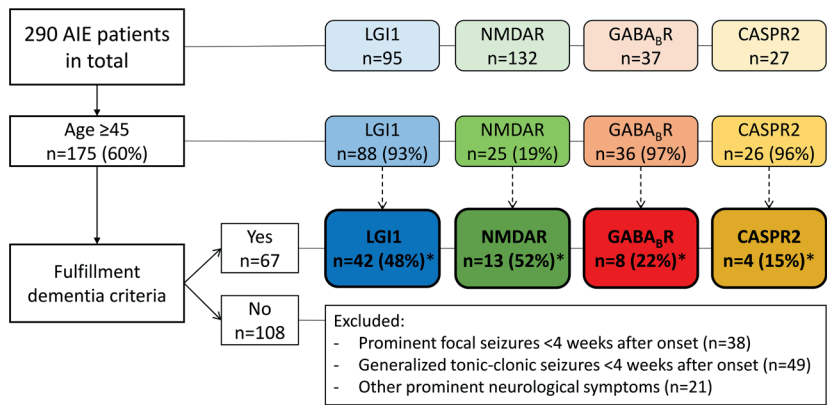 290 AIE patients
in total
LGI1
n=95
NMDAR
n=132
GABA_BR
n=37
CASPR2
n=27
Age ≥45
n=175 (60%)
LGI1
n=88 (93%)
NMDAR
n=25 (19%)
GABA_BR
n=36 (97%)
CASPR2
n=26 (96%)
Fulfillment
dementia criteria
Yes
n=67
LGI1
n=42 (48%)*
NMDAR
n=13 (52%)*
GABA_BR
n=8 (22%)*
CASPR2
n=4 (15%)*
No
n=108
Excluded:
- Prominent focal seizures <4 weeks after onset (n=38)
- Generalized tonic-clonic seizures <4 weeks after onset (n=49)
- Other prominent neurological symptoms (n=21)